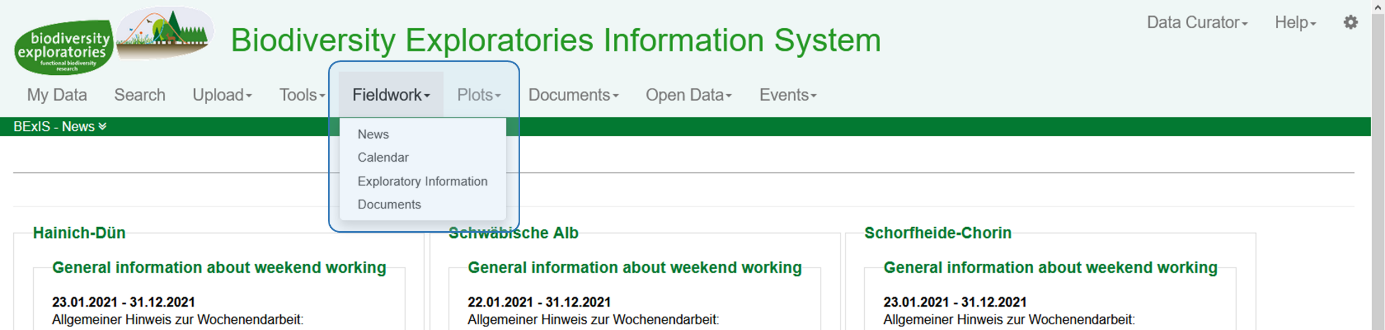 biodiversity
exploratories
functional biodiversity
research
Biodiversity Exploratories Information System
Data Curator
Help
My Data
Search
Upload
Tools
Fieldwork
Plots
Documents
Open Data
Events
BExIS - News
News
Calendar
Exploratory Information
Documents
Hainich-Dün
General information about weekend working
23.01.2021 - 31.12.2021
Allgemeiner Hinweis zur Wochenendarbeit:
Schwäbische Alb
General information about weekend working
22.01.2021 - 31.12.2021
Allgemeiner Hinweis zur Wochenendarbeit:
Schorfheide-Chorin
General information about weekend working
23.01.2021 - 31.12.2021
Allgemeiner Hinweis zur Wochenendarbeit: